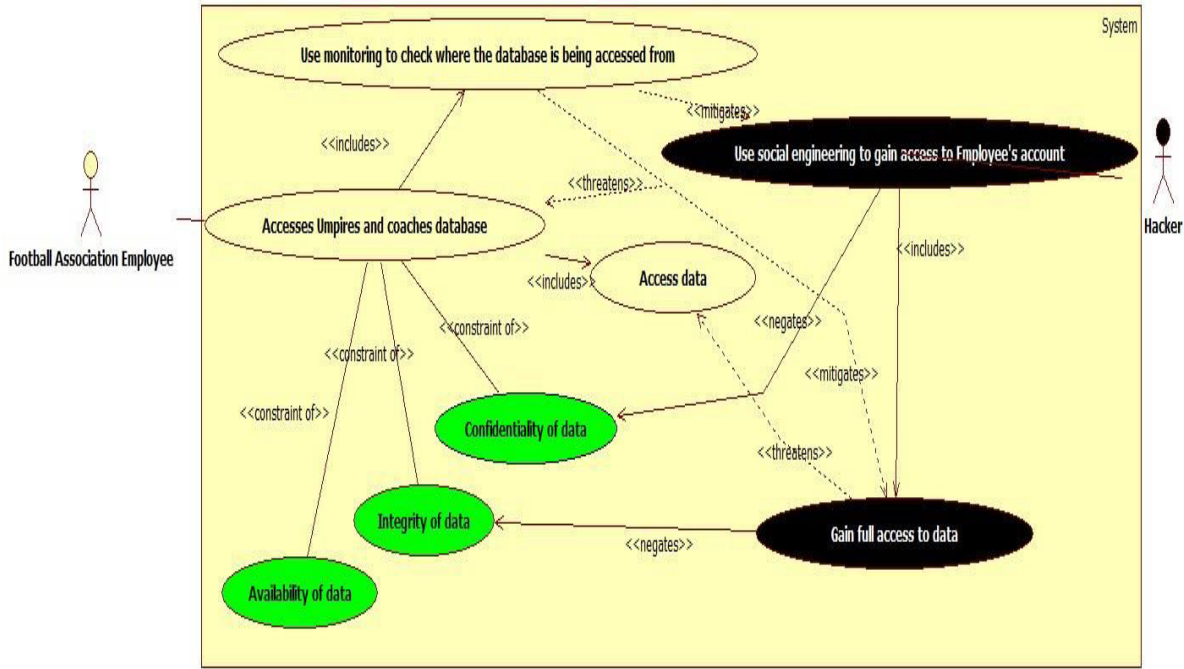 System
Use monitoring to check where the database is being accessed from
<<mitigates>>
<<includes>>
Use social engineering to gain access to Employee's account
<<threatens>>
Accesses Umpires and coaches database
Football Association Employee
Hacker
<<includes>>
<<includes>>
Access data
<<constraint of>>
<<negates>>
<<constraint of>>
<<mitigates>>
<<constraint of>>
Confidentiality of data
<<threatens>>
Integrity of data
Gain full access to data
<<negates>>
Availability of data